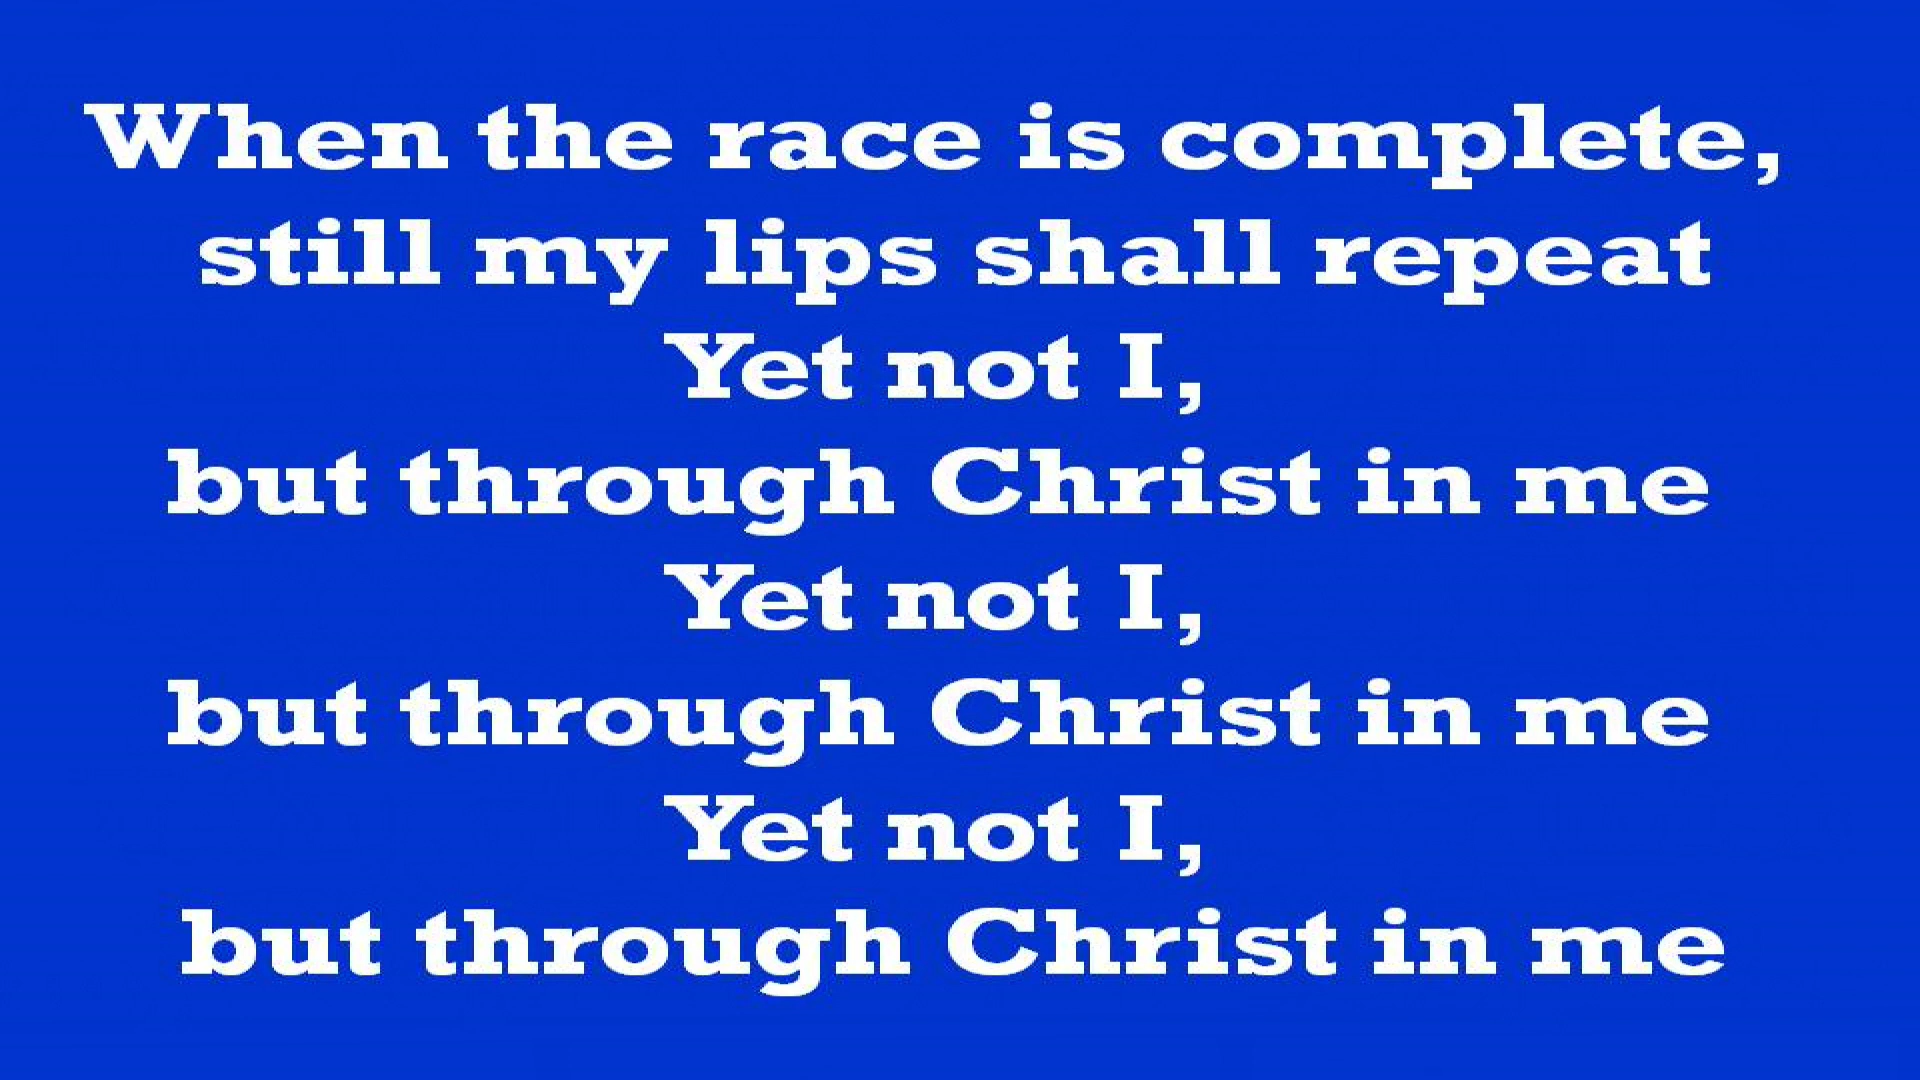 When the race is complete,
still my lips shall repeat
Yet not I,
but through Christ in me
Yet not I,
but through Christ in me
Yet not I,
but through Christ in me